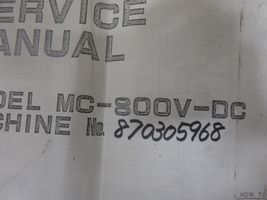 ERVICE
ANUAL
DEL MC-800V-DC
CHINE No. 870305968
HOW T